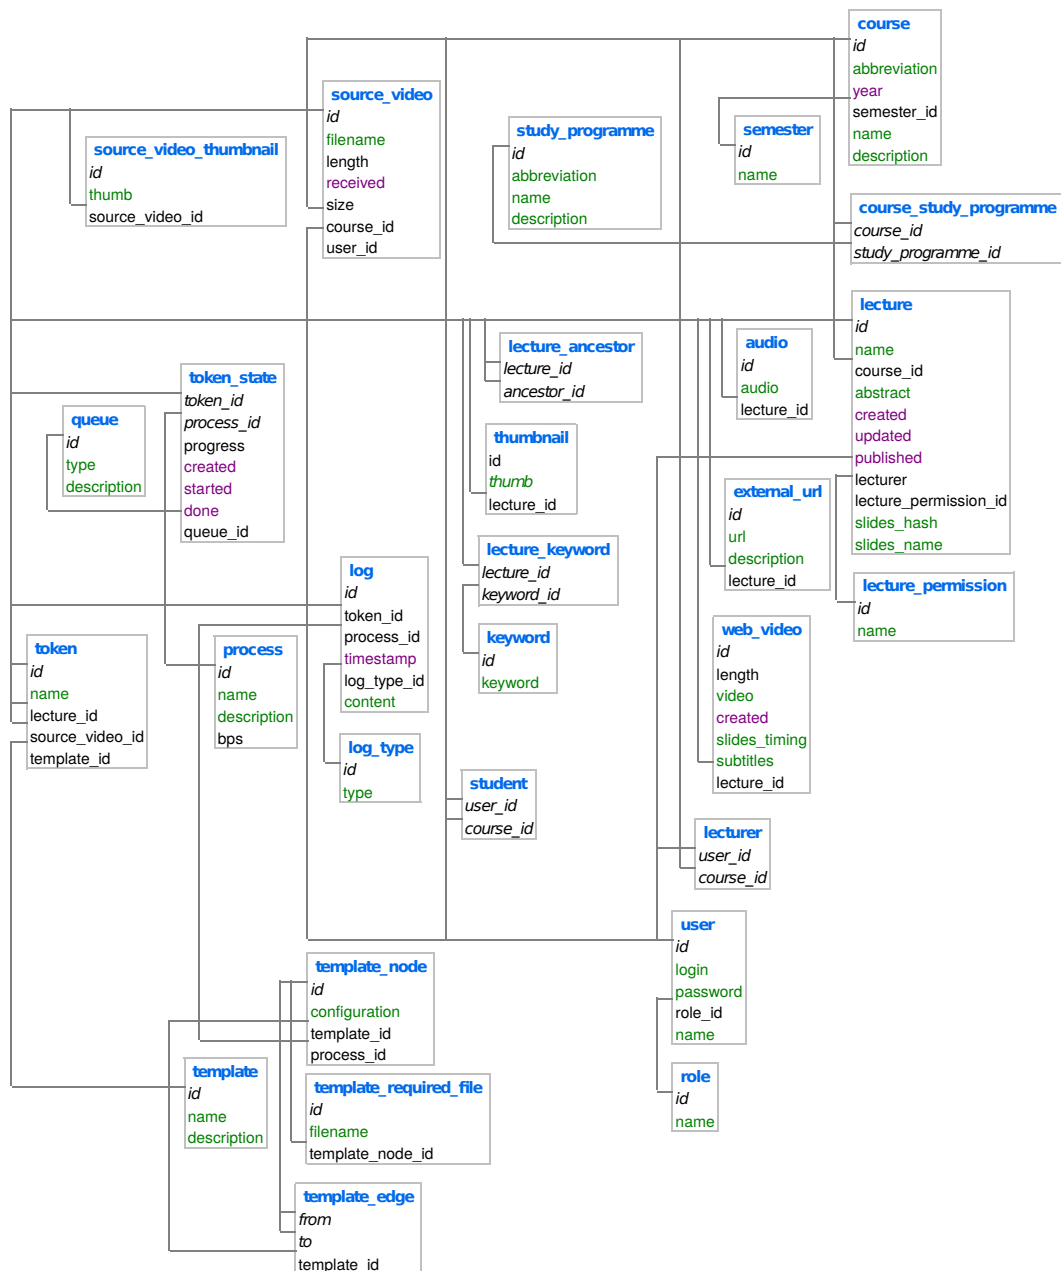 course
id
abbreviation
year
semester_id
name
description
source_video
id
filename
length
received
size
course_id
user_id
study_programme
id
abbreviation
name
description
semester
id
name
source_video_thumbnail
id
thumb
source_video_id
course_study_programme
course_id
study_programme_id
lecture
id
name
course_id
abstract
created
updated
published
lecturer
lecture_permission_id
slides_hash
slides_name
lecture_ancestor
lecture_id
ancestor_id
audio
id
audio
lecture_id
token_state
token_id
process_id
progress
created
started
done
queue_id
queue
id
type
description
thumbnail
id
thumb
lecture_id
external_url
id
url
description
lecture_id
lecture_keyword
lecture_id
keyword_id
log
id
token_id
process_id
timestamp
log_type_id
content
lecture_permission
id
name
web_video
id
length
video
created
slides_timing
subtitles
lecture_id
keyword
id
keyword
token
id
name
lecture_id
source_video_id
template_id
process
id
name
description
bps
log_type
id
type
student
user_id
course_id
lecturer
user_id
course_id
user
id
login
password
role_id
name
template_node
id
configuration
template_id
process_id
template
id
name
description
role
id
name
template_required_file
id
filename
template_node_id
template_edge
from
to
template_id